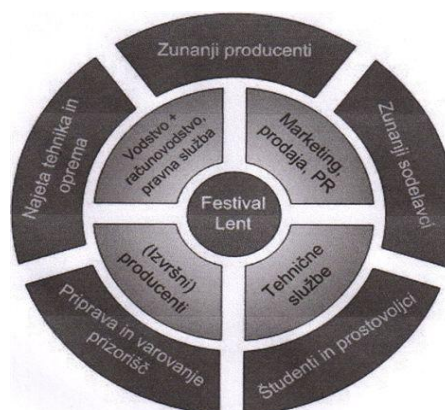 Zunanji producenti
Najeta tehnika in
oprema
Zunanji sodelavci
Vodstvo +
računovodstvo,
pravna služba
Marketing,
prodaja, PR
Festival
Lent
(Izvršni)
producenti
Tehnične
službe
Priprava in varovanje
prizorišč
Študenti in prostovoljci